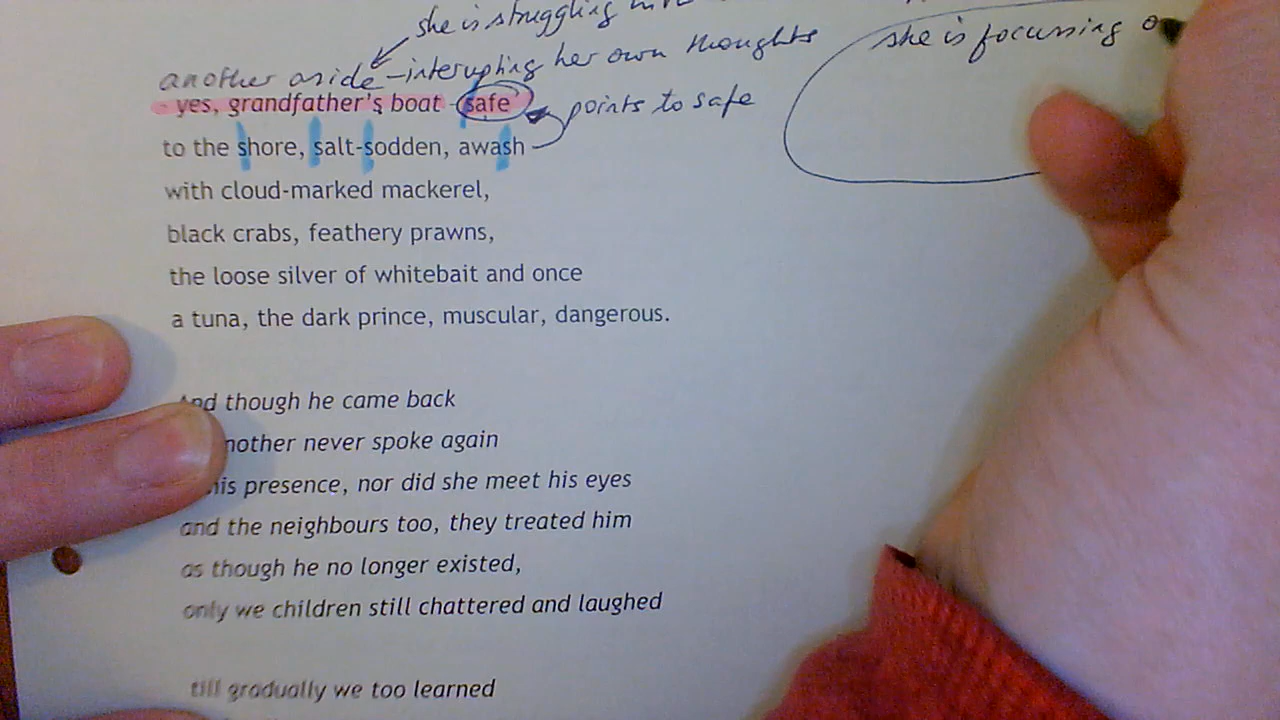 she is struggling
another aside - interupting her own thoughts
she is focussing o
- yes, grandfather's boat - safe
points to safe
to the shore, salt-sodden, awash
with cloud-marked mackerel,
black crabs, feathery prawns,
the loose silver of whitebait and once
a tuna, the dark prince, muscular, dangerous.
And though he came back
mother never spoke again
his presence, nor did she meet his eyes
and the neighbours too, they treated him
as though he no longer existed,
only we children still chattered and laughed
till gradually we too learned